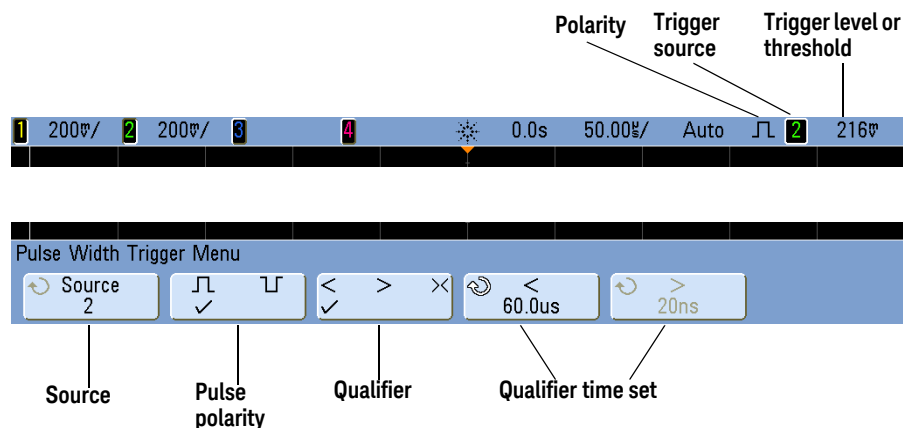 Polarity
Trigger source
Trigger level or threshold
1 200mV/ 2 200mV/ 3 4 0.0s 50.00us/ Auto 2 216mV
Pulse Width Trigger Menu
Source
2
< > ><
✓
✓
<
60.0us
>
20ns
Source
Pulse polarity
Qualifier
Qualifier time set